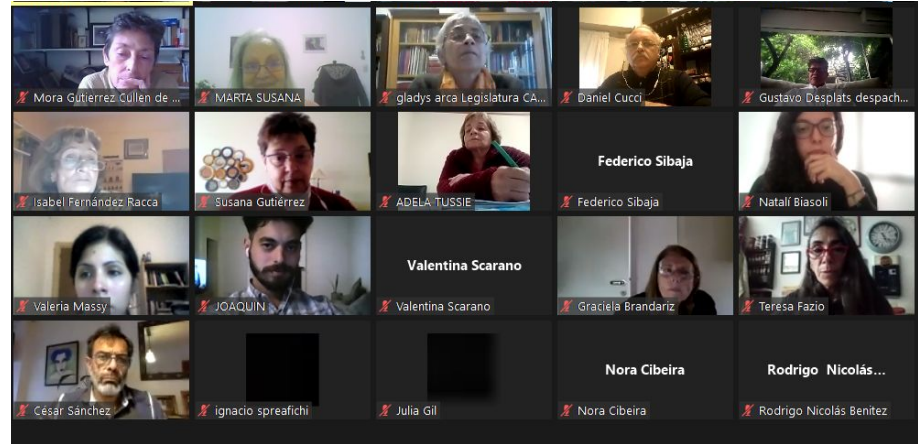 Mora Gutierrez Cullen de ...
MARTA SUSANA
gladys arca Legislatura CA...
Daniel Cucci
Gustavo Desplats despach...
Isabel Fernández Racca
Susana Gutiérrez
ADELA TUSSIE
Federico Sibaja
Federico Sibaja
Natalí Biasoli
Valeria Massy
JOAQUIN
Valentina Scarano
Valentina Scarano
Graciela Brandariz
Teresa Fazio
César Sánchez
ignacio spreafichi
Julia Gil
Nora Cibeira
Nora Cibeira
Rodrigo Nicolás...
Rodrigo Nicolás Benitez